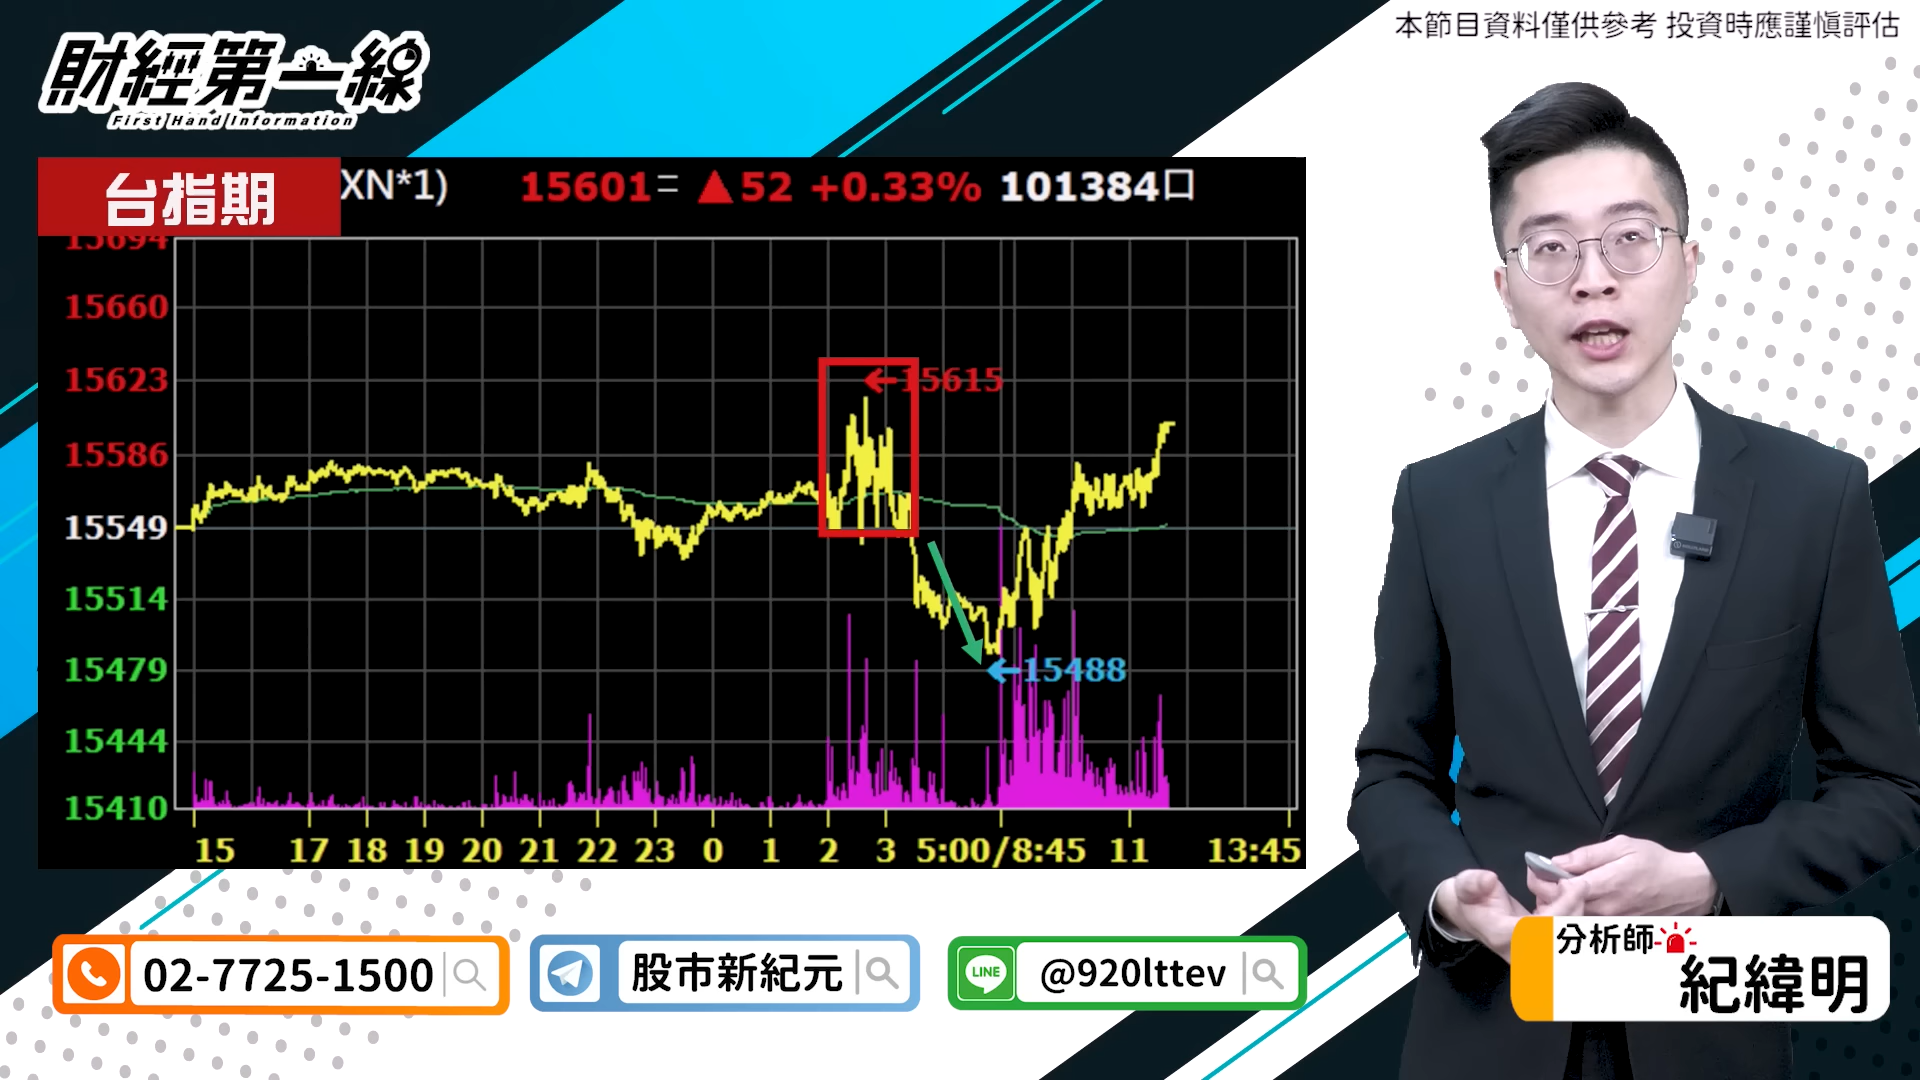 本節目資料僅供參考 投資時應謹慎評估
財經第一線
First Hand Information
台指期
XN*1)
15601= ▲52 +0.33% 101384口
15694
15660
15623
15586
15549
15514
15479
15444
15410
←15615
←15488
15 17 18 19 20 21 22 23 0 1 2 3 5:00/8:45 11 13:45
02-7725-1500
股市新紀元
LINE
@920lttev
分析師
紀緯明